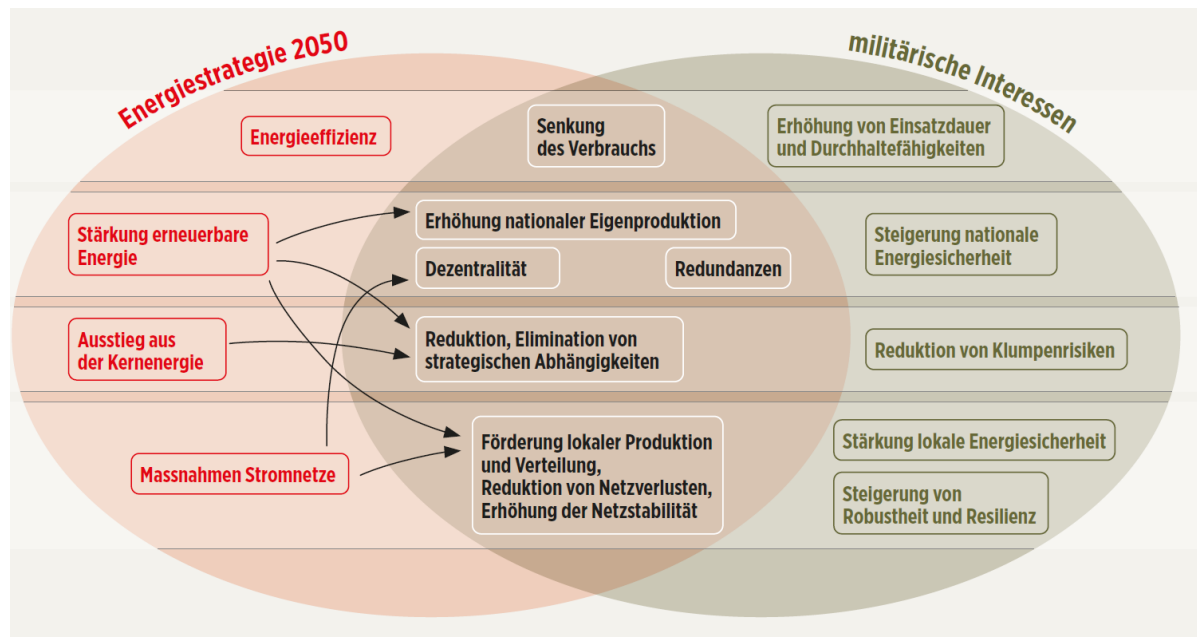 Energiestrategie 2050
militärische Interessen
Energieeffizienz
Senkung
des Verbrauchs
Erhöhung von Einsatzdauer
und Durchhaltefähigkeiten
Stärkung erneuerbare
Energie
Erhöhung nationaler Eigenproduktion
Dezentralität
Redundanzen
Steigerung nationale
Energiesicherheit
Ausstieg aus
der Kernenergie
Reduktion, Elimination von
strategischen Abhängigkeiten
Reduktion von Klumpenrisiken
Massnahmen Stromnetze
Förderung lokaler Produktion
und Verteilung,
Reduktion von Netzverlusten,
Erhöhung der Netzstabilität
Stärkung lokale Energiesicherheit
Steigerung von
Robustheit und Resilienz